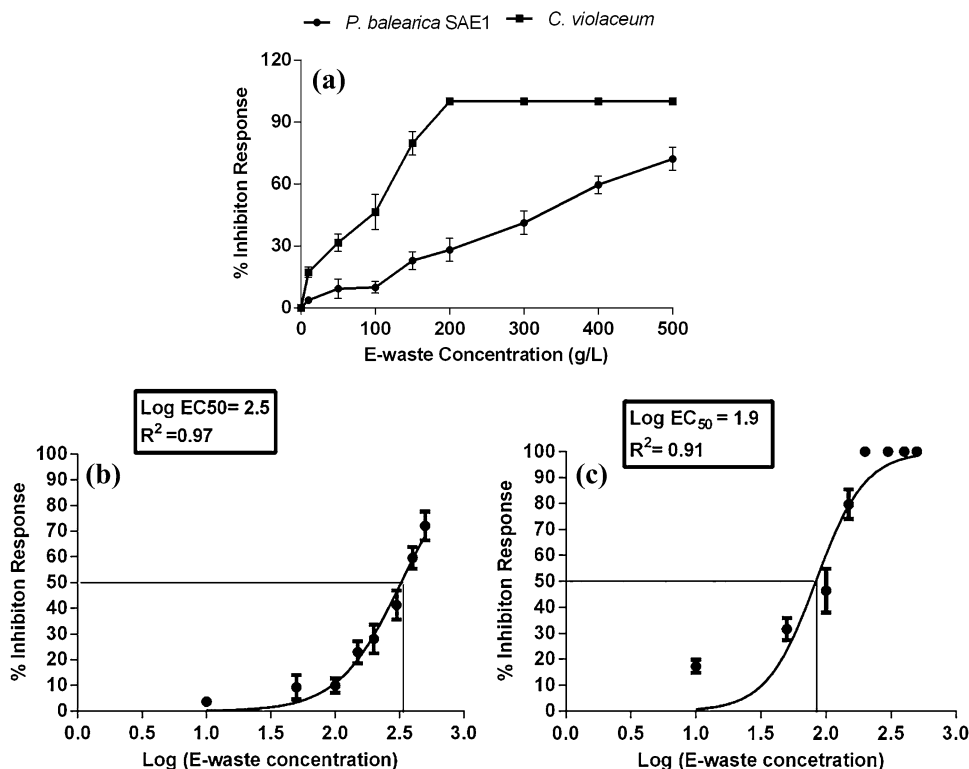 P. balearica SAE1 C. violaceum
(a)
% Inhibiton Response
120
90
60
30
0
0 100 200 300 400 500
E-waste Concentration (g/L)
Log EC50= 2.5
R² =0.97
(b)
% Inhibiton Response
100
90
80
70
60
50
40
30
20
10
0
0.0 0.5 1.0 1.5 2.0 2.5 3.0
Log (E-waste concentration)
Log EC₅₀ = 1.9
R²= 0.91
(c)
% Inhibiton Response
100
90
80
70
60
50
40
30
20
10
0
0.0 0.5 1.0 1.5 2.0 2.5 3.0
Log (E-waste concetration)